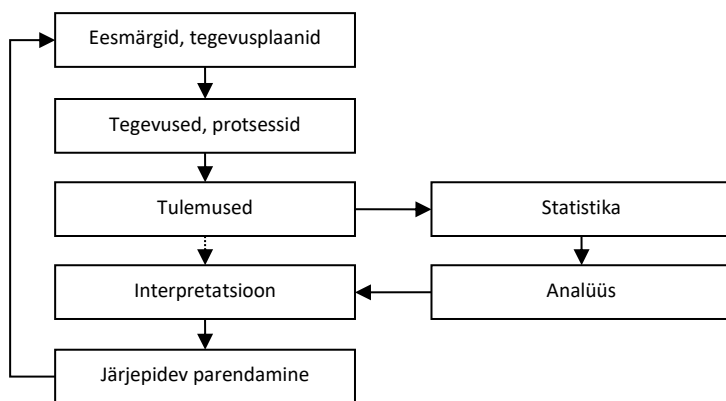 Eesmärgid, tegevusplaanid
Tegevused, protsessid
Tulemused
Statistika
Interpretatsioon
Analüüs
Järjepidev parendamine